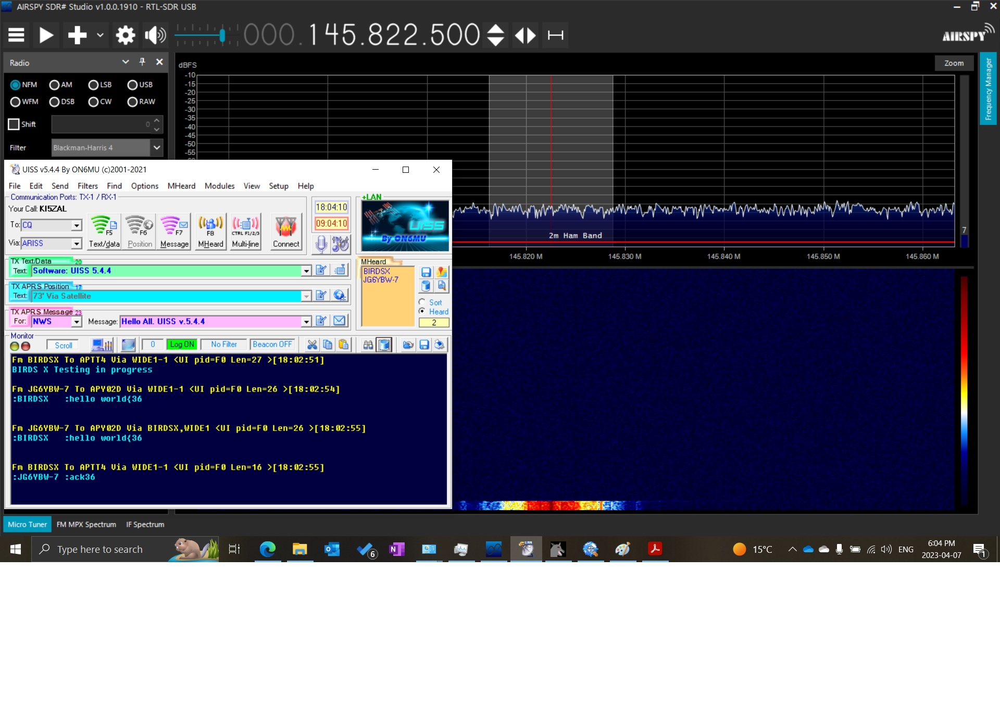 AIRSPY SDR# Studio v1.0.0.1910 - RTL-SDR USB
000.145.822.500
AIRSPY
Radio
NFM AM LSB USB
WFM DSB CW RAW
Shift 0
Filter Blackman-Harris 4
dBFS
-10
-15
-20
-25
-30
-35
-40
-45
-50
-55
Zoom
Frequency Manager
2m Ham Band
7
145.820 M 145.830 M 145.840 M 145.850 M 145.860 M
UISS v5.4.4 By ON6MU (c)2001-2021
File Edit Send Filters Find Options MHeard Modules View Setup Help
Communication Ports: TX-1 / RX-1
Your Call: KI5ZAL
To: CQ
Via: ARISS
F5 F6 F7 F8 CTRL F1/2/3
Text/data Position Message MHeard Multi-line Connect
18:04:10
09:04:10
+LAN
UISS
By ON6MU
TX Text/Data 20
Text: Software: UISS 5.4.4
TX APRS Position 17
Text: 73' Via Satellite
TX APRS Message 23
For: NWS Message: Hello All. UISS v.5.4.4
MHeard
BIRDSX
JG6YBW-7
Sort
Heard
2
Monitor
Scroll 0 Log ON No Filter Beacon OFF
Fm BIRDSX To APTT4 Via WIDE1-1 <UI pid=F0 Len=27 >[18:02:51]
BIRDS X Testing in progress
Fm JG6YBW-7 To APY02D Via WIDE1-1 <UI pid=F0 Len=26 >[18:02:54]
:BIRDSX   :hello world{36
Fm JG6YBW-7 To APY02D Via BIRDSX,WIDE1 <UI pid=F0 Len=26 >[18:02:55]
:BIRDSX   :hello world{36
Fm BIRDSX To APTT4 Via WIDE1-1 <UI pid=F0 Len=16 >[18:02:55]
:JG6YBW-7 :ack36
Micro Tuner FM MPX Spectrum IF Spectrum
Type here to search
6
15°C
ENG
6:04 PM
2023-04-07
1